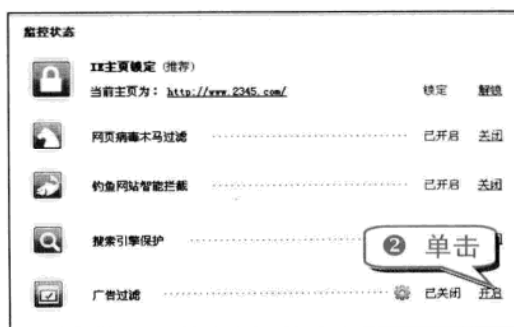 监控状态
IE主页锁定（推荐）
当前主页为： http://www.2345.com/ 锁定 解锁
网页病毒木马过滤 已开启 关闭
钓鱼网站智能拦截 已开启 关闭
搜索引擎保护
❷ 单击
广告过滤 已关闭 开启